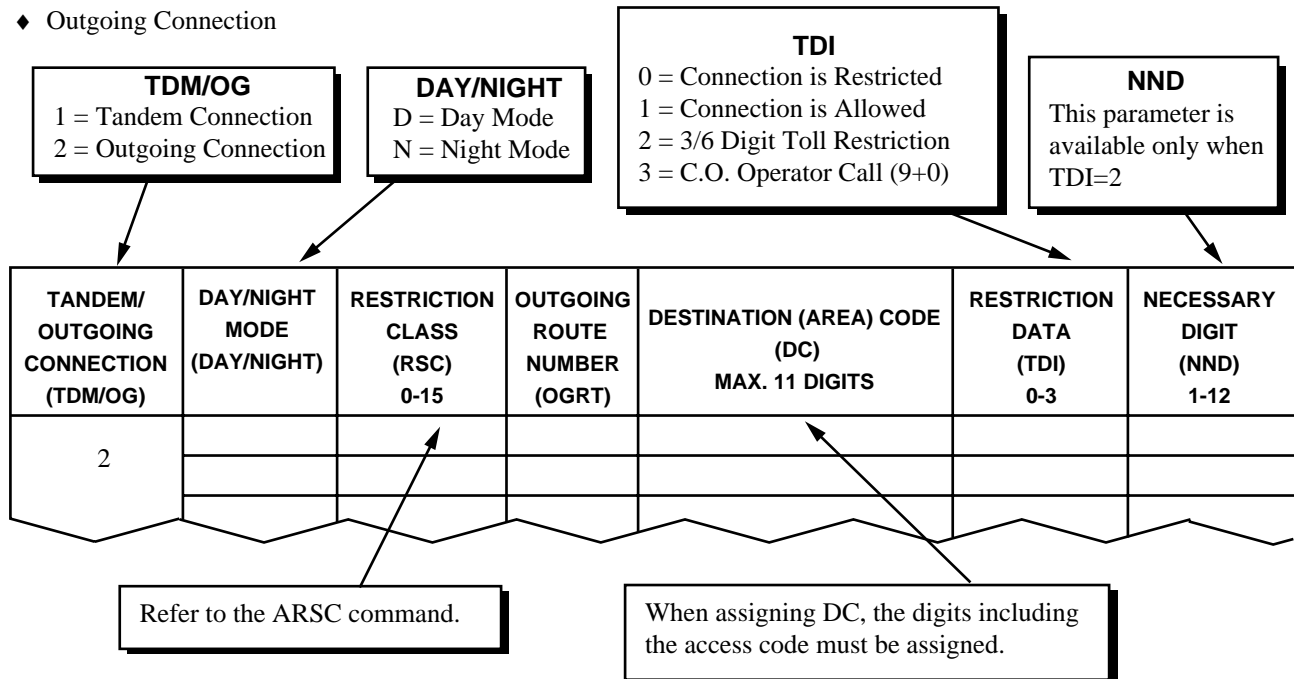 ♦ Outgoing Connection
TDM/OG
1 = Tandem Connection
2 = Outgoing Connection
DAY/NIGHT
D = Day Mode
N = Night Mode
TDI
0 = Connection is Restricted
1 = Connection is Allowed
2 = 3/6 Digit Toll Restriction
3 = C.O. Operator Call (9+0)
NND
This parameter is
available only when
TDI=2
TANDEM/
OUTGOING
CONNECTION
(TDM/OG)
DAY/NIGHT
MODE
(DAY/NIGHT)
RESTRICTION
CLASS
(RSC)
0-15
OUTGOING
ROUTE
NUMBER
(OGRT)
DESTINATION (AREA) CODE
(DC)
MAX. 11 DIGITS
RESTRICTION
DATA
(TDI)
0-3
NECESSARY
DIGIT
(NND)
1-12
2
Refer to the ARSC command.
When assigning DC, the digits including
the access code must be assigned.